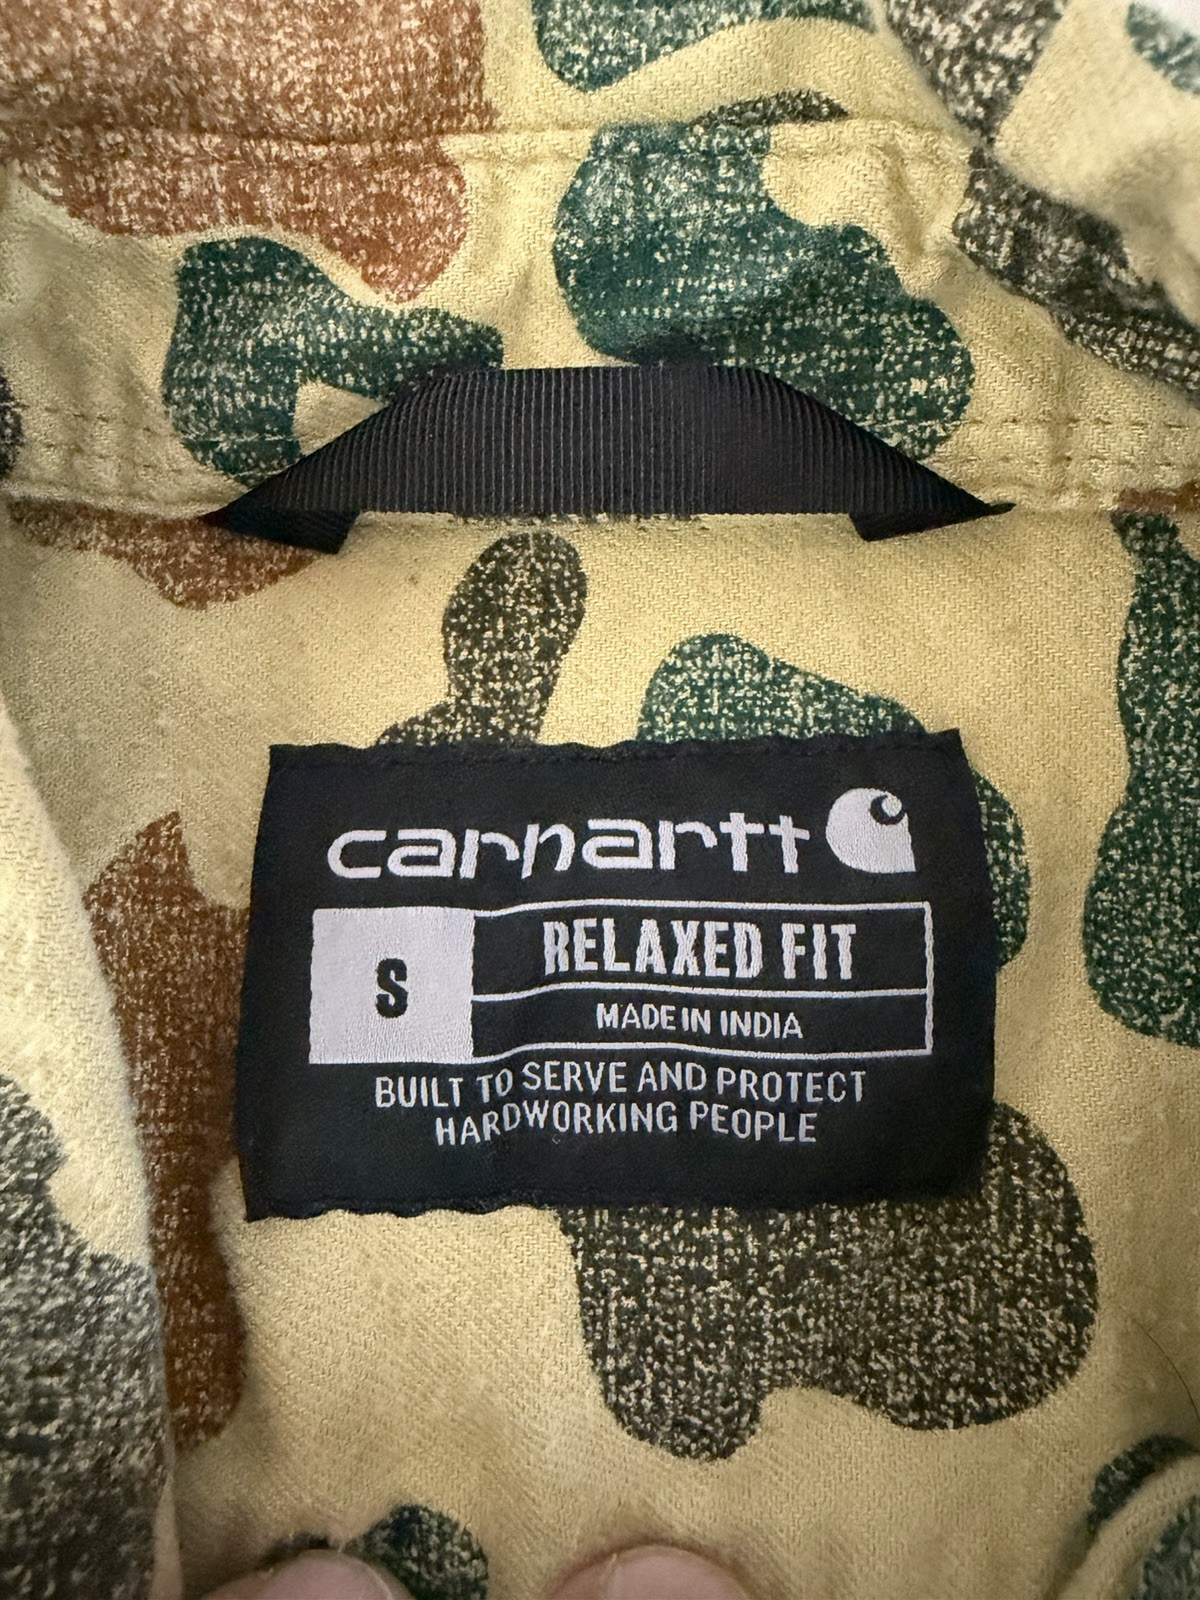 carhartt
S
RELAXED FIT
MADE IN INDIA
BUILT TO SERVE AND PROTECT
HARDWORKING PEOPLE